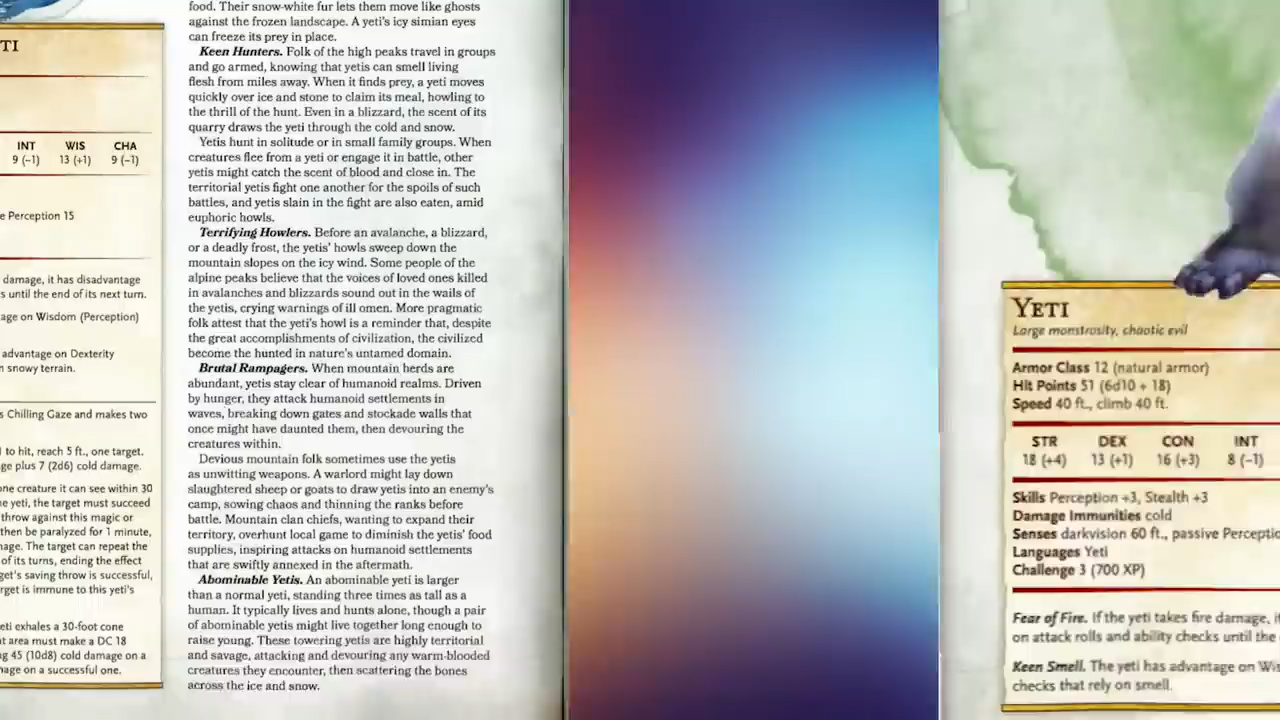 TI
INT WIS CHA
9 (−1) 13 (+1) 9 (−1)
e Perception 15
damage, it has disadvantage
s until the end of its next turn.
age on Wisdom (Perception)
advantage on Dexterity
n snowy terrain.
s Chilling Gaze and makes two
to hit, reach 5 ft., one target.
ge plus 7 (2d6) cold damage.
one creature it can see within 30
e yeti, the target must succeed
throw against this magic or
then be paralyzed for 1 minute,
mage. The target can repeat the
of its turns, ending the effect
get's saving throw is successful,
rget is immune to this yeti's
eti exhales a 30-foot cone
t area must make a DC 18
g 45 (10d8) cold damage on a
mage on a successful one.
food. Their snow-white fur lets them move like ghosts
against the frozen landscape. A yeti's icy simian eyes
can freeze its prey in place.
Keen Hunters. Folk of the high peaks travel in groups
and go armed, knowing that yetis can smell living
flesh from miles away. When it finds prey, a yeti moves
quickly over ice and stone to claim its meal, howling to
the thrill of the hunt. Even in a blizzard, the scent of its
quarry draws the yeti through the cold and snow.
Yetis hunt in solitude or in small family groups. When
creatures flee from a yeti or engage it in battle, other
yetis might catch the scent of blood and close in. The
territorial yetis fight one another for the spoils of such
battles, and yetis slain in the fight are also eaten, amid
euphoric howls.
Terrifying Howlers. Before an avalanche, a blizzard,
or a deadly frost, the yetis' howls sweep down the
mountain slopes on the icy wind. Some people of the
alpine peaks believe that the voices of loved ones killed
in avalanches and blizzards sound out in the wails of
the yetis, crying warnings of ill omen. More pragmatic
folk attest that the yeti's howl is a reminder that, despite
the great accomplishments of civilization, the civilized
become the hunted in nature's untamed domain.
Brutal Rampagers. When mountain herds are
abundant, yetis stay clear of humanoid realms. Driven
by hunger, they attack humanoid settlements in
waves, breaking down gates and stockade walls that
once might have daunted them, then devouring the
creatures within.
Devious mountain folk sometimes use the yetis
as unwitting weapons. A warlord might lay down
slaughtered sheep or goats to draw yetis into an enemy's
camp, sowing chaos and thinning the ranks before
battle. Mountain clan chiefs, wanting to expand their
territory, overhunt local game to diminish the yetis' food
supplies, inspiring attacks on humanoid settlements
that are swiftly annexed in the aftermath.
Abominable Yetis. An abominable yeti is larger
than a normal yeti, standing three times as tall as a
human. It typically lives and hunts alone, though a pair
of abominable yetis might live together long enough to
raise young. These towering yetis are highly territorial
and savage, attacking and devouring any warm-blooded
creatures they encounter, then scattering the bones
across the ice and snow.
YETI
Large monstrosity, chaotic evil
Armor Class 12 (natural armor)
Hit Points 51 (6d10 + 18)
Speed 40 ft., climb 40 ft.
STR DEX CON INT
18 (+4) 13 (+1) 16 (+3) 8 (−1)
Skills Perception +3, Stealth +3
Damage Immunities cold
Senses darkvision 60 ft., passive Perceptio
Languages Yeti
Challenge 3 (700 XP)
Fear of Fire. If the yeti takes fire damage, i
on attack rolls and ability checks until the
Keen Smell. The yeti has advantage on Wis
checks that rely on smell.